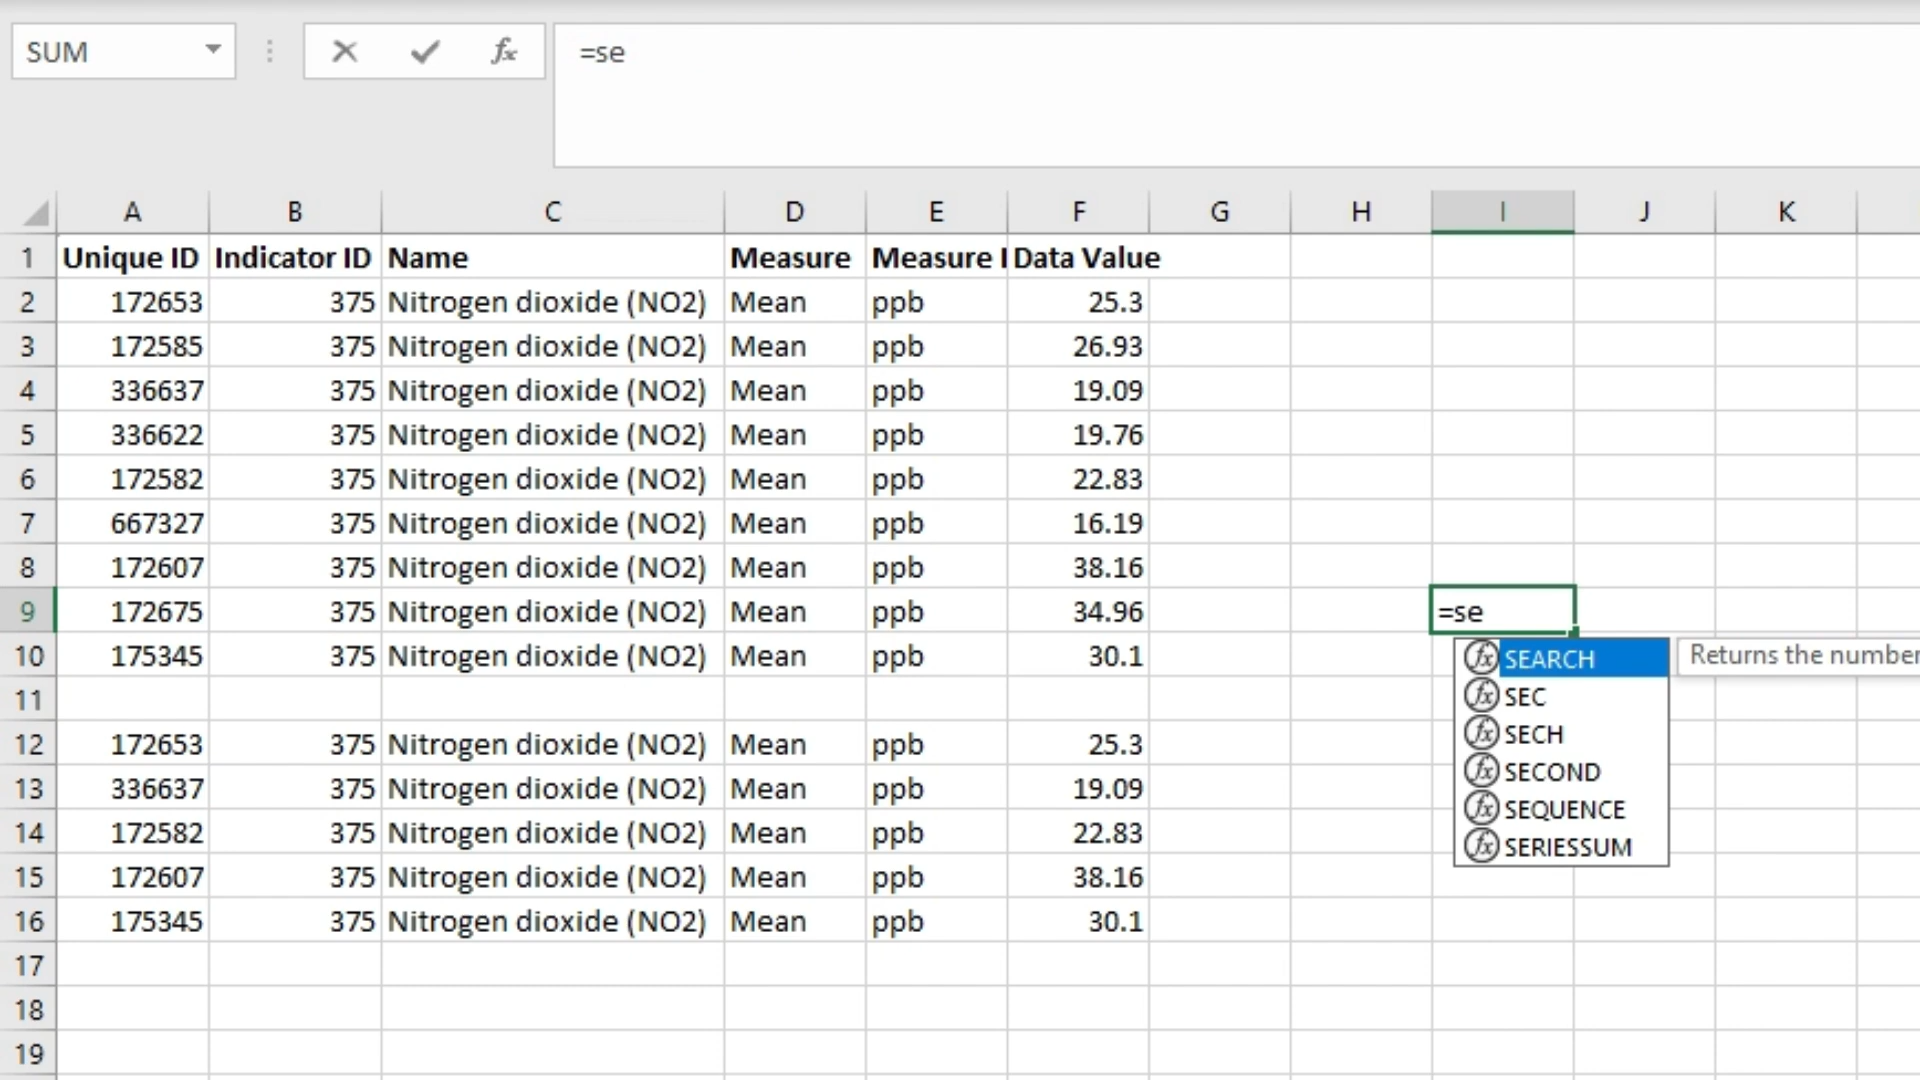 SUM fx =se
A B C D E F G H I J K
1 Unique ID Indicator ID Name Measure Measure I Data Value
2 172653 375 Nitrogen dioxide (NO2) Mean ppb 25.3
3 172585 375 Nitrogen dioxide (NO2) Mean ppb 26.93
4 336637 375 Nitrogen dioxide (NO2) Mean ppb 19.09
5 336622 375 Nitrogen dioxide (NO2) Mean ppb 19.76
6 172582 375 Nitrogen dioxide (NO2) Mean ppb 22.83
7 667327 375 Nitrogen dioxide (NO2) Mean ppb 16.19
8 172607 375 Nitrogen dioxide (NO2) Mean ppb 38.16
9 172675 375 Nitrogen dioxide (NO2) Mean ppb 34.96 =se
10 175345 375 Nitrogen dioxide (NO2) Mean ppb 30.1
fx SEARCH Returns the number
fx SEC
11
fx SECH
12 172653 375 Nitrogen dioxide (NO2) Mean ppb 25.3
fx SECOND
13 336637 375 Nitrogen dioxide (NO2) Mean ppb 19.09
fx SEQUENCE
14 172582 375 Nitrogen dioxide (NO2) Mean ppb 22.83
fx SERIESSUM
15 172607 375 Nitrogen dioxide (NO2) Mean ppb 38.16
16 175345 375 Nitrogen dioxide (NO2) Mean ppb 30.1
17
18
19